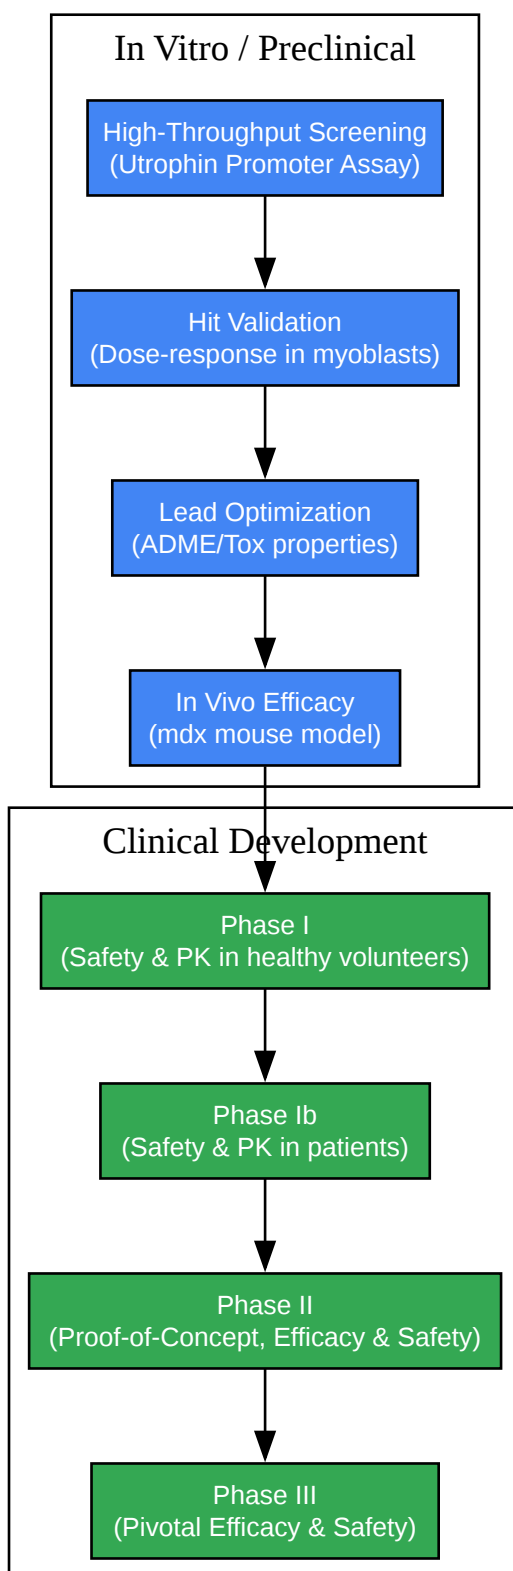 In Vitro / Preclinical
High-Throughput Screening
(Utrophin Promoter Assay)
Hit Validation
(Dose-response in myoblasts)
Lead Optimization
(ADME/Tox properties)
In Vivo Efficacy
(mdx mouse model)
Clinical Development
Phase I
(Safety & PK in healthy volunteers)
Phase Ib
(Safety & PK in patients)
Phase II
(Proof-of-Concept, Efficacy & Safety)
Phase III
(Pivotal Efficacy & Safety)